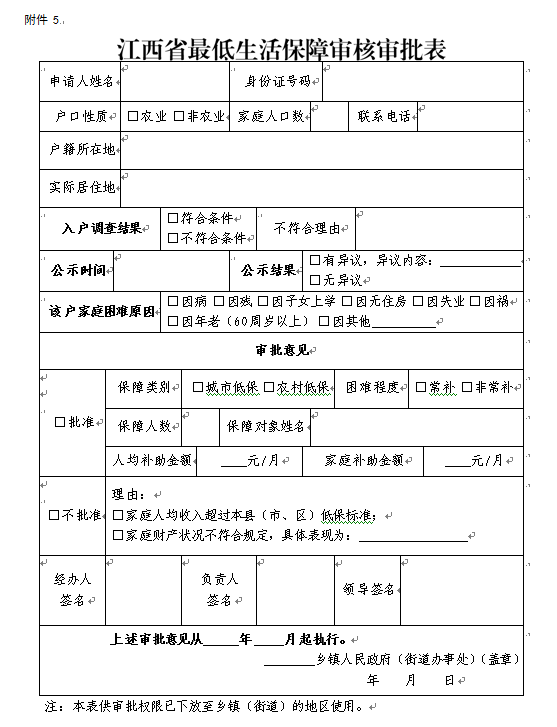 附件 5.
江西省最低生活保障审核审批表
申请人姓名 身份证号码
户口性质 □农业 □非农业 家庭人口数 联系电话
户籍所在地
实际居住地
入户调查结果 □符合条件 不符合理由
□不符合条件
公示时间 公示结果 □有异议，异议内容：____________
□无异议
该户家庭困难原因 □因病 □因残 □因子女上学 □因无住房 □因失业 □因祸
□因年老（60周岁以上） □因其他_________
审批意见
□批准 保障类别 □城市低保 □农村低保 困难程度 □常补 □非常补
保障人数 保障对象姓名
人均补助金额 ____元/月 家庭补助金额 ____元/月
□不批准 理由：
□家庭人均收入超过本县（市、区）低保标准；
□家庭财产状况不符合规定，具体表现为：________________
经办人签名 负责人签名 领导签名
上述审批意见从_____年____月起执行。
_______乡镇人民政府（街道办事处）（盖章）
年 月 日
注：本表供审批权限已下放至乡镇（街道）的地区使用。